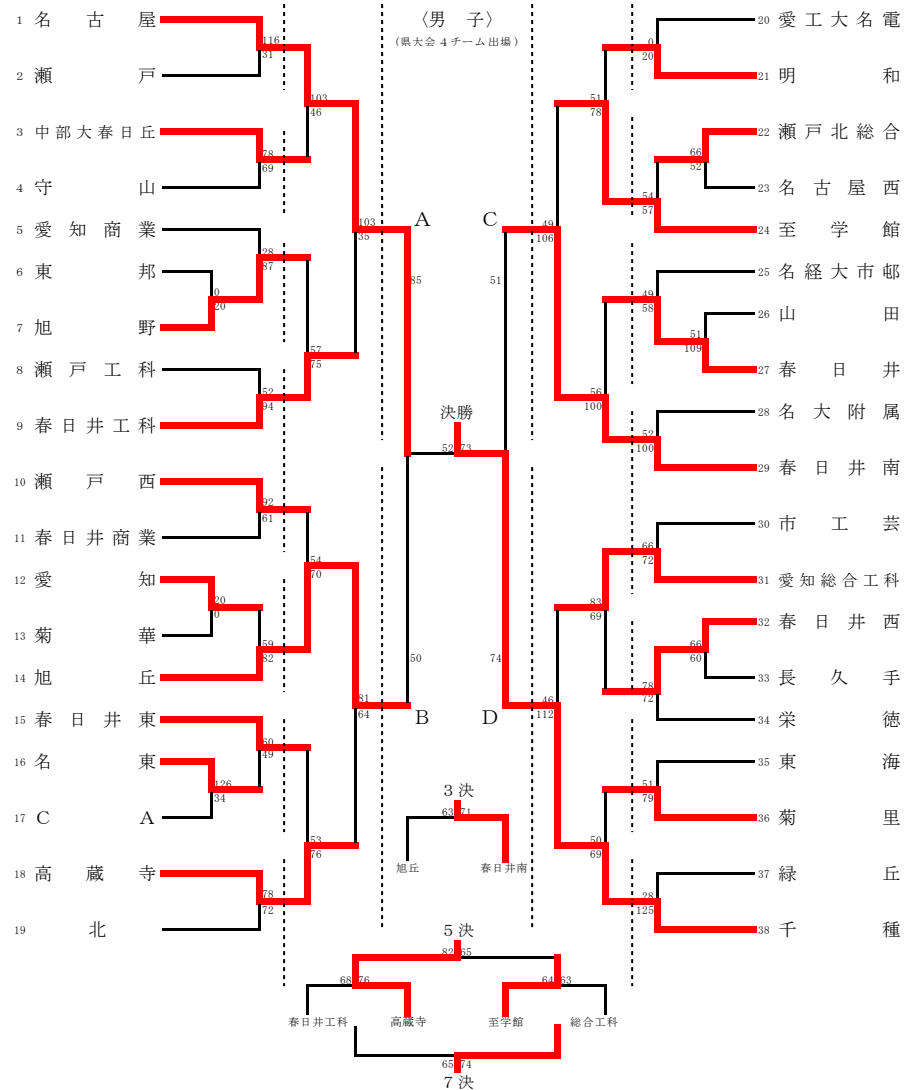 〈男 子〉
(県大会 4チーム出場)
1 名古屋
2 瀬戸
3 中部大春日丘
4 守山
5 愛知商業
6 東邦
7 旭野
8 瀬戸工科
9 春日井工科
10 瀬戸西
11 春日井商業
12 愛知
13 菊華
14 旭丘
15 春日井東
16 名東
17 CA
18 高蔵寺
19 北
116
31
103
46
78
69
103
35
28
87
0
20
57
75
52
94
92
61
54
70
20
0
59
82
81
64
60
49
126
34
53
76
78
72
A
85
B
50
C
51
D
74
決勝
52 73
3決
63 71
旭丘 春日井南
5決
82 65
68 76
64 63
春日井工科 高蔵寺 至学館 総合工科
65 74
7決
20 愛工大名電
21 明和
22 瀬戸北総合
23 名古屋西
24 至学館
25 名経大市邨
26 山田
27 春日井
28 名大附属
29 春日井南
30 市工芸
31 愛知総合工科
32 春日井西
33 長久手
34 栄徳
35 東海
36 菊里
37 緑丘
38 千種
0
20
51
78
66
52
54
57
49
106
49
58
51
109
56
100
52
100
66
72
83
69
66
60
78
72
46
112
51
79
50
69
28
125